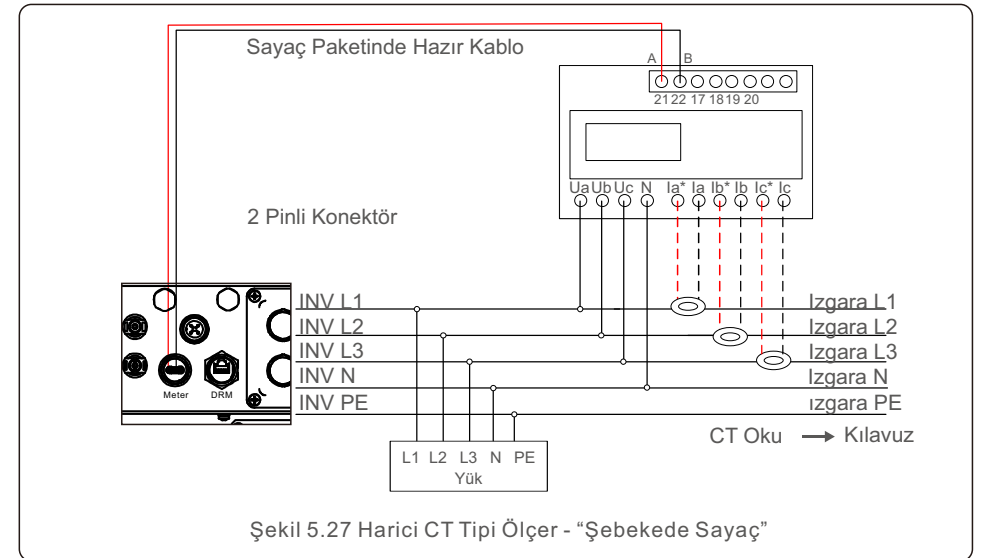 Sayaç Paketinde Hazır Kablo
A B
21 22 17 18 19 20
Ua Ub Uc N Ia* Ia Ib* Ib Ic* Ic
2 Pinli Konektör
INV L1 Izgara L1
INV L2 Izgara L2
INV L3 Izgara L3
INV N Izgara N
INV PE ızgara PE
Meter DRM
CT Oku → Kılavuz
L1 L2 L3 N PE
Yük
Şekil 5.27 Harici CT Tipi Ölçer - “Şebekede Sayaç”